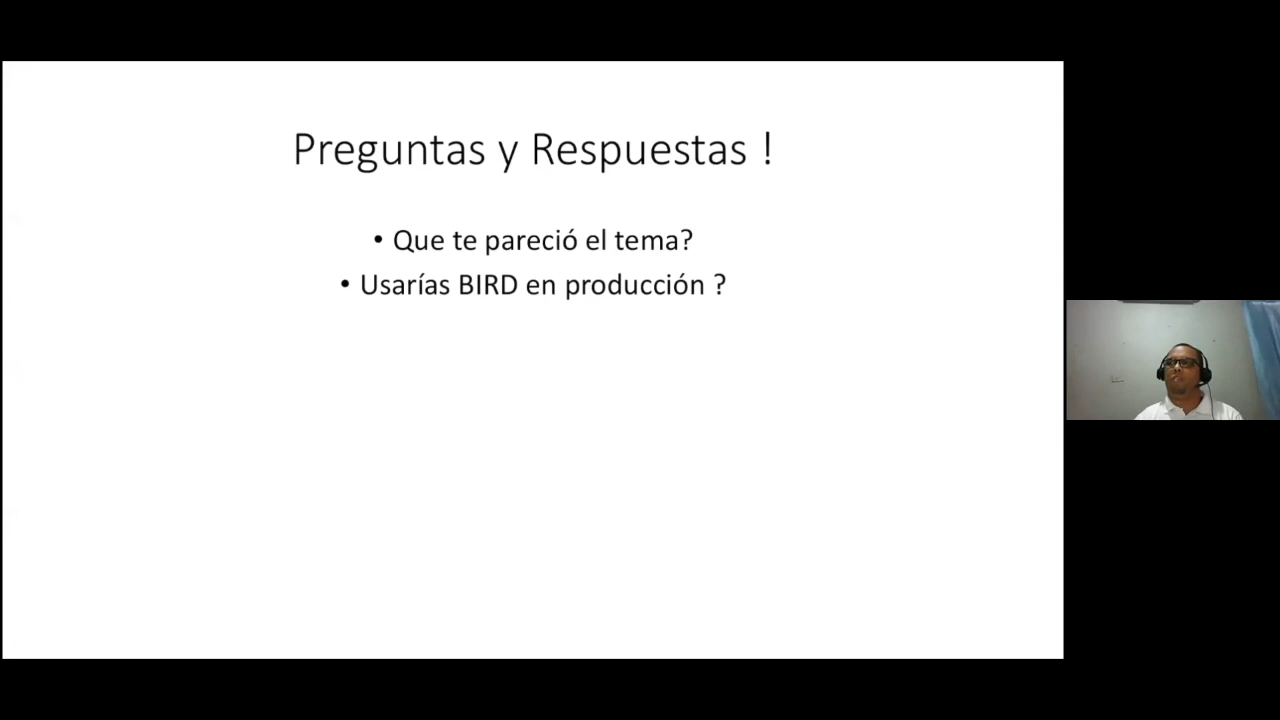 Preguntas y Respuestas !
• Que te pareció el tema?
• Usarías BIRD en producción ?